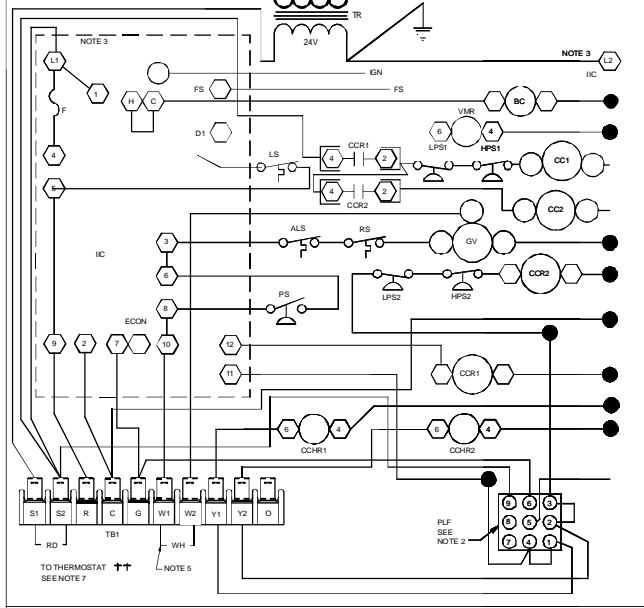 TR
24V
NOTE 3
NOTE 3
L1
L2
IIC
IGN
1
FS
FS
H C
BC
F
VMR
6 4
LPS1 HPS1
D1
4
CCR1
LS
4 2
CC1
5
4 2
CCR2
CC2
ALS RS
3
GV
IIC
6
CCR2
PS
LPS2 HPS2
8
ECON
9 2 7 10
12
11
CCR1
6 4
CCHR1
6 4
CCHR2
S1 S2 R C G W1 W2 Y1 Y2 O
TB1
9 6 3
8 5 2
7 4 1
PLF
SEE
NOTE 2
RD
WH
TO THERMOSTAT ††
SEE NOTE 7
NOTE 5